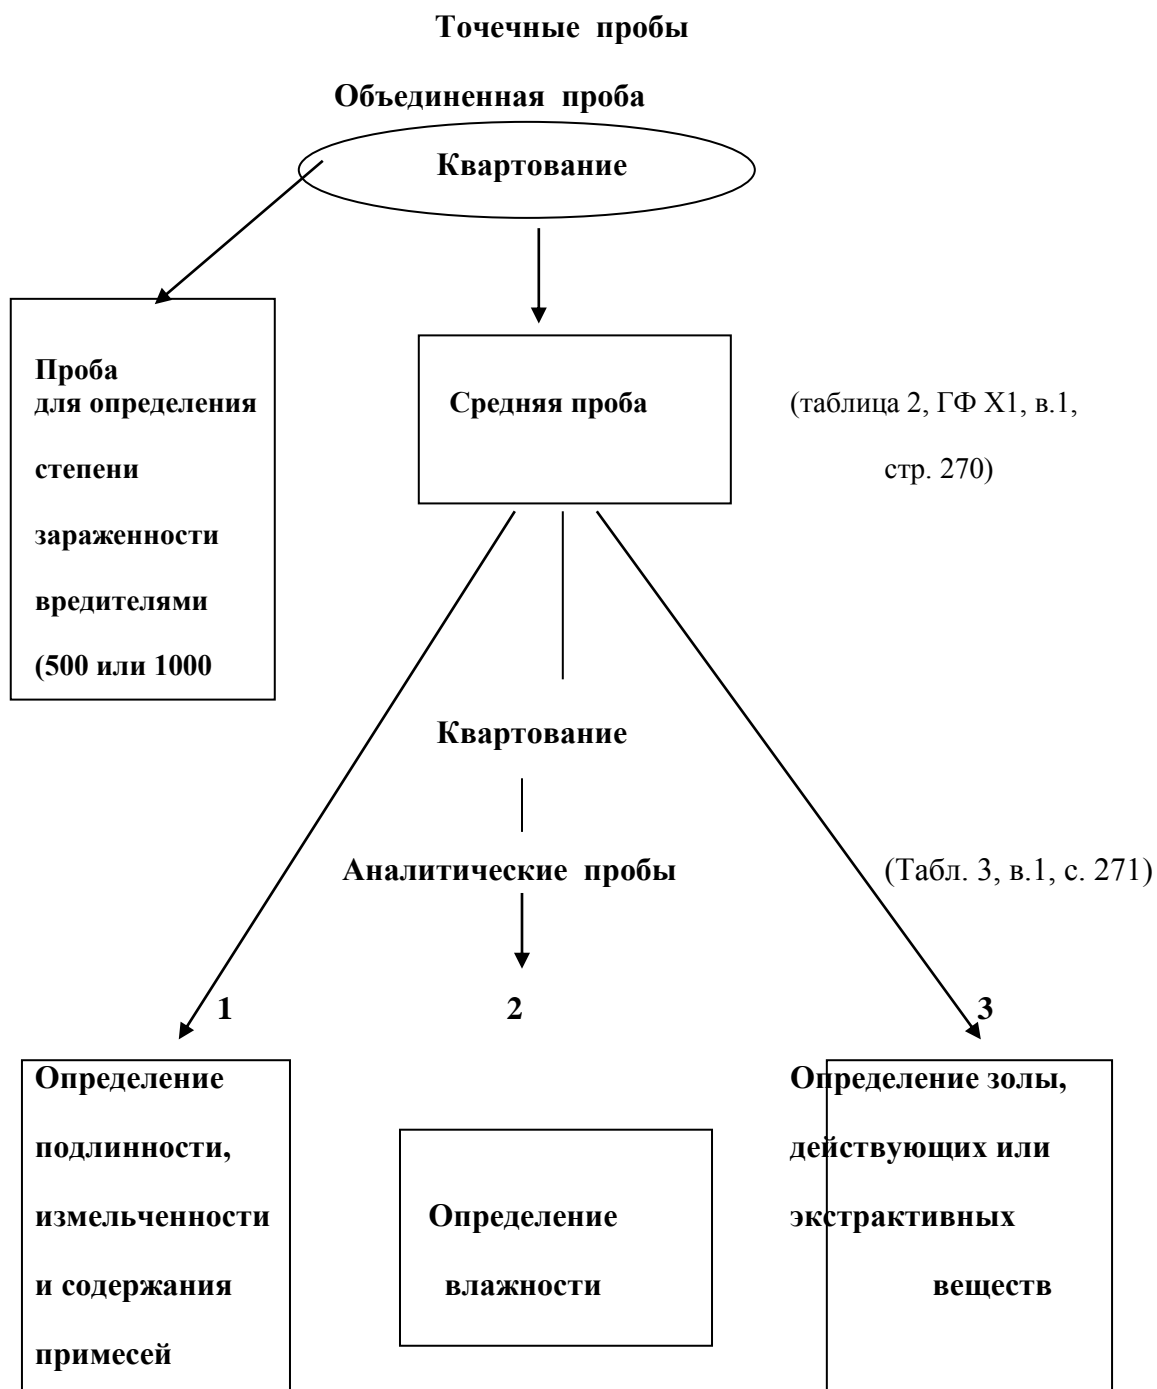 Точечные пробы
Объединенная проба
Квартование
Проба
для определения
степени
зараженности
вредителями
(500 или 1000
Средняя проба
(таблица 2, ГФ X1, в.1,
стр. 270)
Квартование
Аналитические пробы
(Табл. 3, в.1, с. 271)
1
2
3
Определение
подлинности,
измельченности
и содержания
примесей
Определение
влажности
Определение золы,
действующих или
экстрактивных
веществ